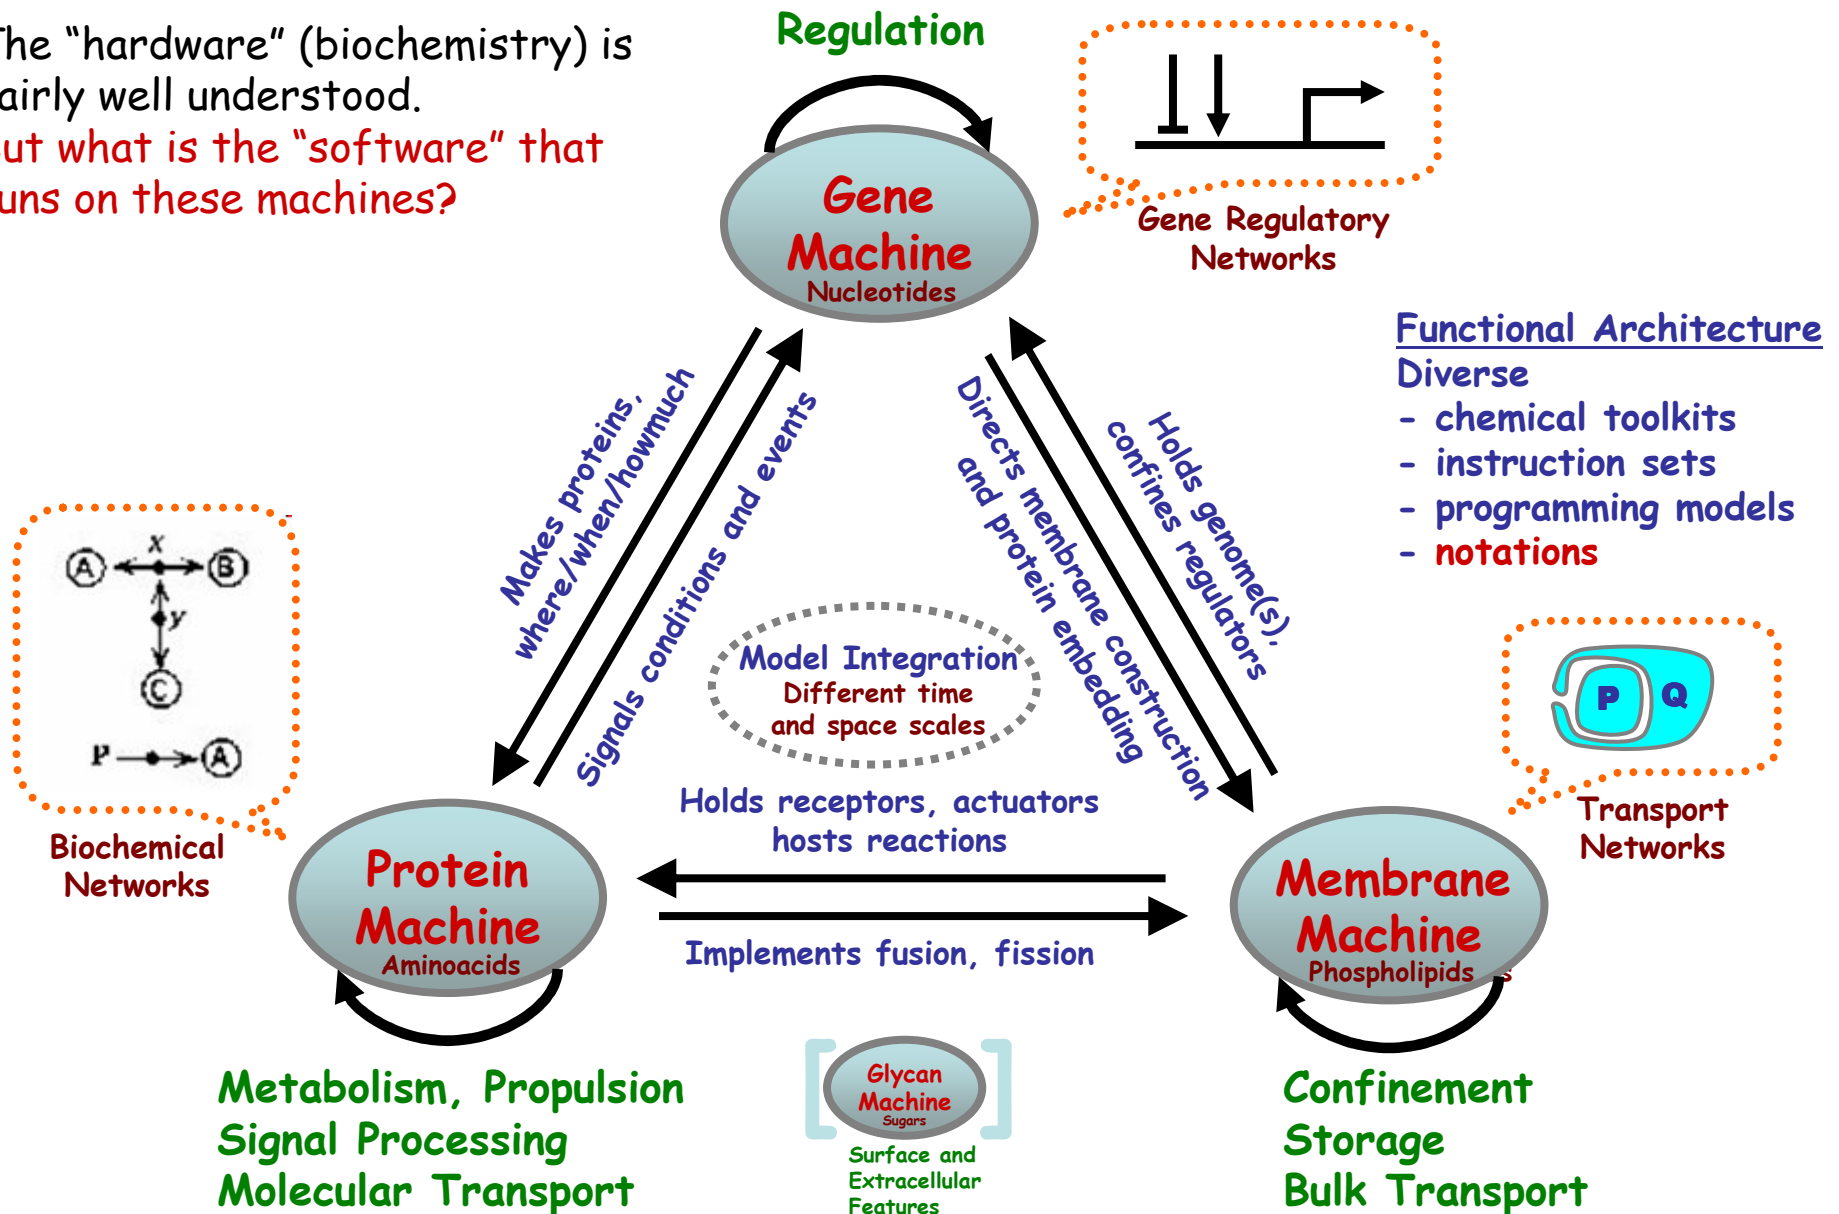 The “hardware” (biochemistry) is
fairly well understood.
But what is the “software” that
runs on these machines?
Regulation
Gene
Machine
Nucleotides
Gene Regulatory
Networks
Functional Architecture
Diverse
- chemical toolkits
- instruction sets
- programming models
- notations
Makes proteins,
where/when/howmuch
Signals conditions and events
Directs membrane construction
and protein embedding
Holds genome(s),
confines regulators
Model Integration
Different time
and space scales
A x B
y
C
P A
Biochemical
Networks
P Q
Transport
Networks
Holds receptors, actuators
hosts reactions
Implements fusion, fission
Protein
Machine
Aminoacids
Membrane
Machine
Phospholipids s
Metabolism, Propulsion
Signal Processing
Molecular Transport
Glycan
Machine
Sugars
Surface and
Extracellular
Features
Confinement
Storage
Bulk Transport